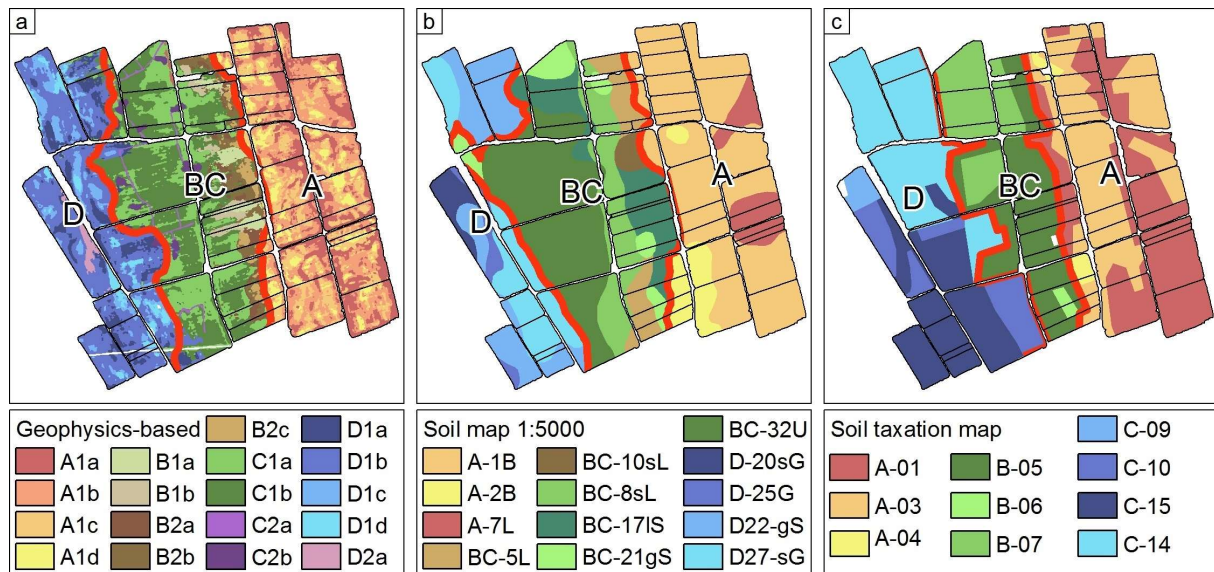 a
D
BC
A
b
D
BC
A
c
D
BC
A
Geophysics-based
A1a
A1b
A1c
A1d
B1a
B1b
B2a
B2b
B2c
C1a
C1b
C2a
C2b
D1a
D1b
D1c
D1d
D2a
Soil map 1:5000
A-1B
A-2B
A-7L
BC-5L
BC-10sL
BC-8sL
BC-17lS
BC-21gS
BC-32U
D-20sG
D-25G
D22-gS
D27-sG
Soil taxation map
A-01
A-03
A-04
B-05
B-06
B-07
C-09
C-10
C-15
C-14